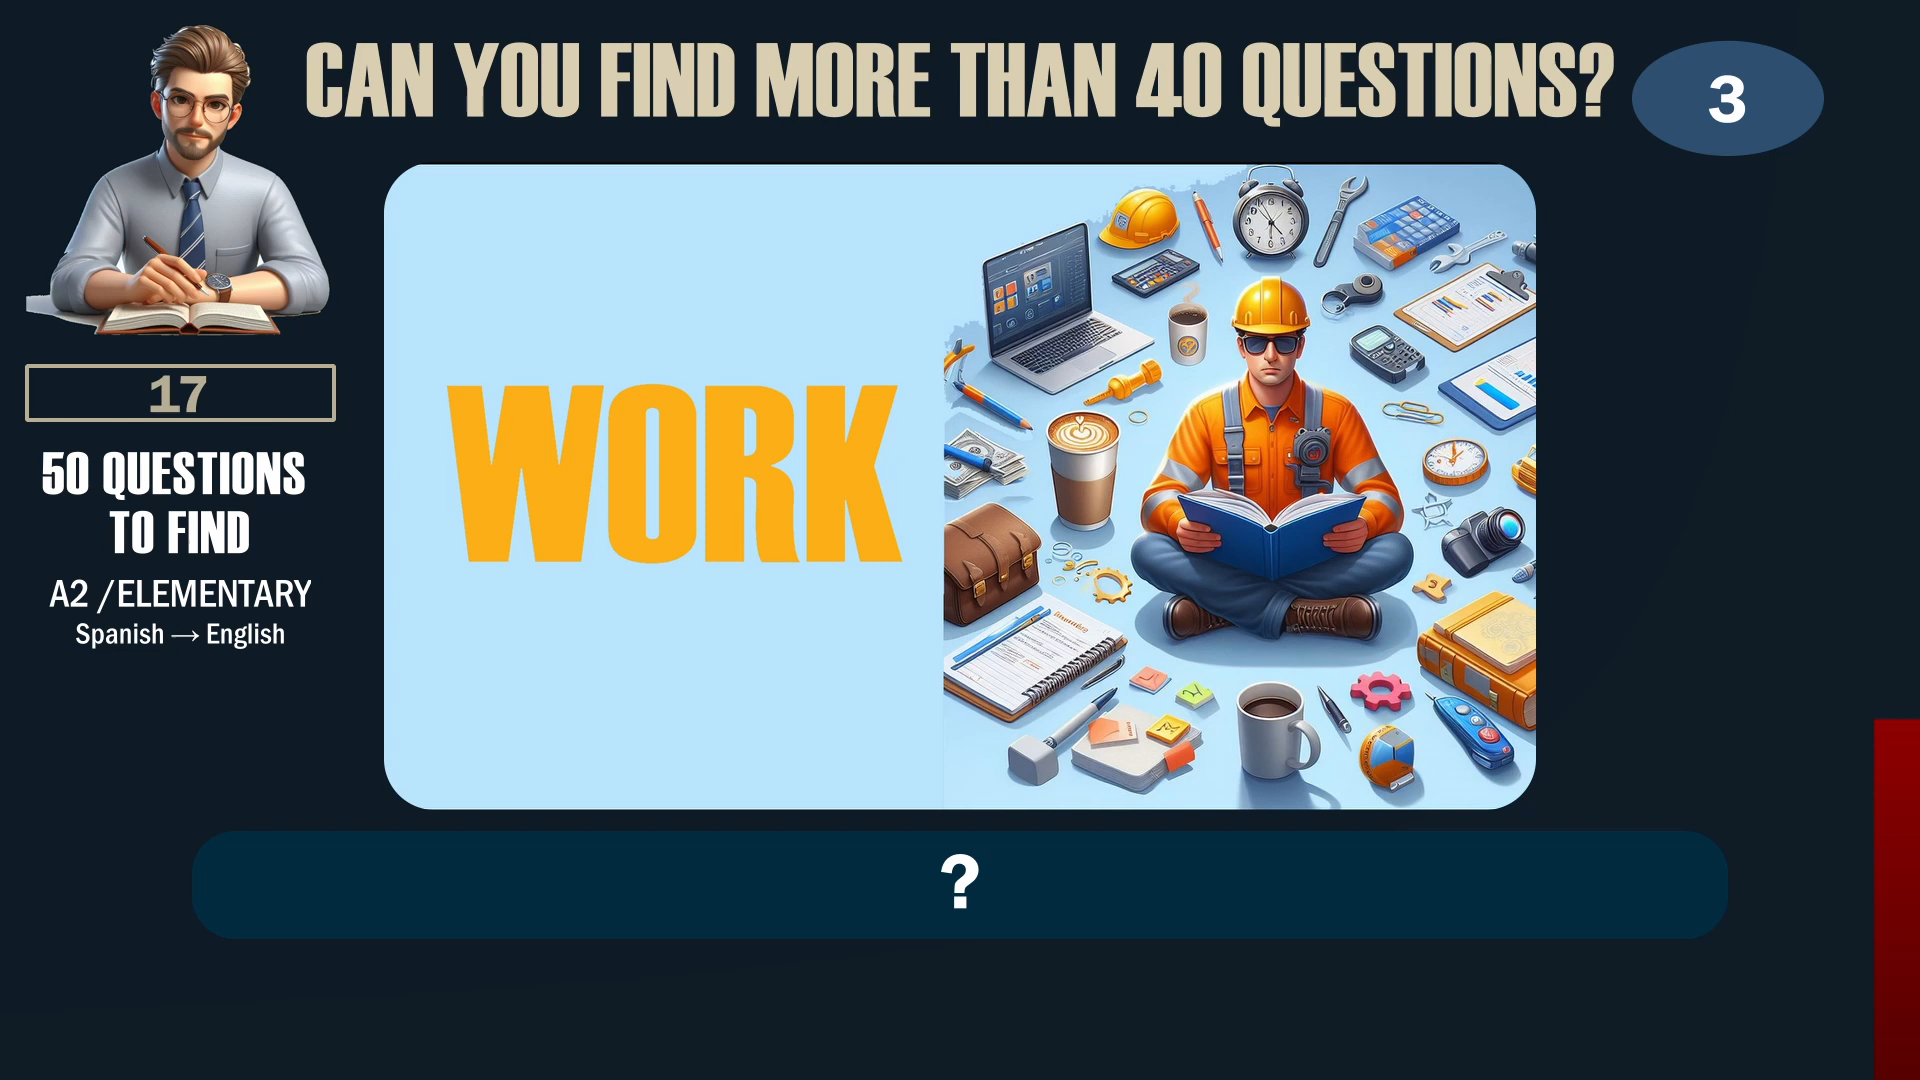 CAN YOU FIND MORE THAN 40 QUESTIONS?
3
17
50 QUESTIONS
TO FIND
A2 /ELEMENTARY
Spanish → English
WORK
?